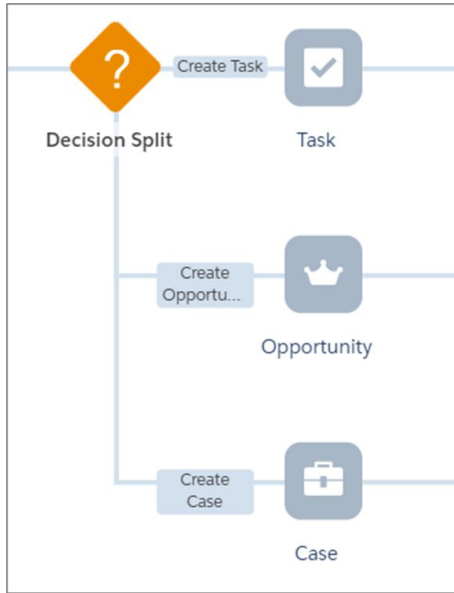 ?
Create Task
Decision Split
Task
Create
Opportu...
Opportunity
Create
Case
Case